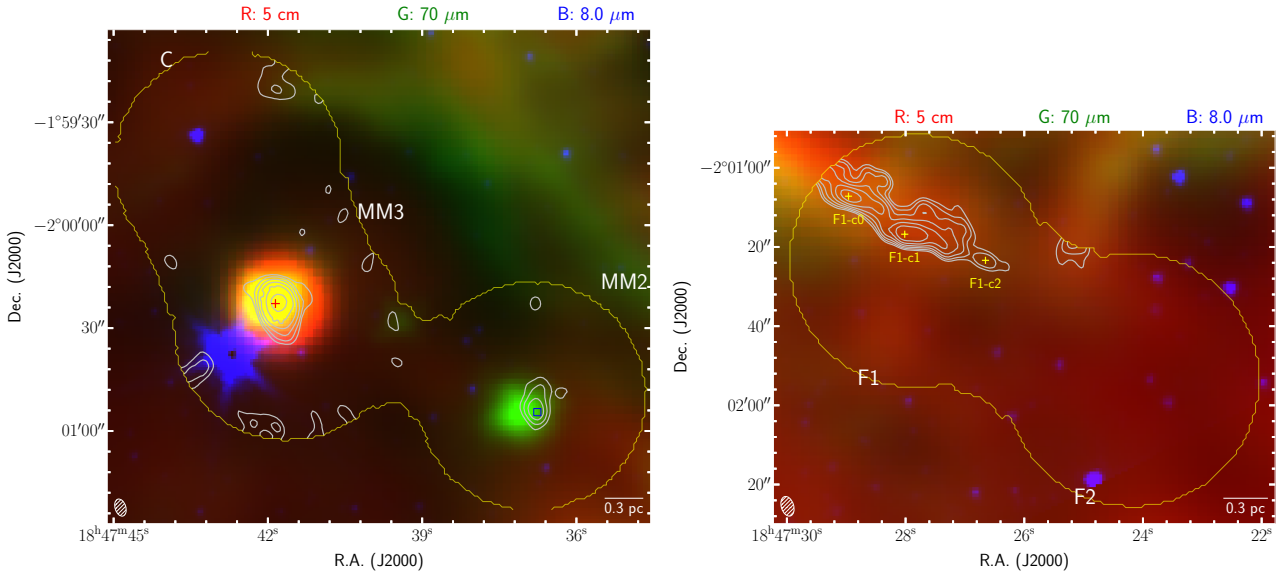 R: 5 cm
G: 70 μm
B: 8.0 μm
C
MM3
MM2
−1°59′30″
−2°00′00″
30″
01′00″
Dec. (J2000)
0.3 pc
18ʰ47ᵐ45ˢ
42ˢ
39ˢ
36ˢ
R.A. (J2000)
R: 5 cm
G: 70 μm
B: 8.0 μm
F1-c0
F1-c1
F1-c2
F1
F2
−2°01′00″
20″
40″
02′00″
20″
Dec. (J2000)
0.3 pc
18ʰ47ᵐ30ˢ
28ˢ
26ˢ
24ˢ
22ˢ
R.A. (J2000)